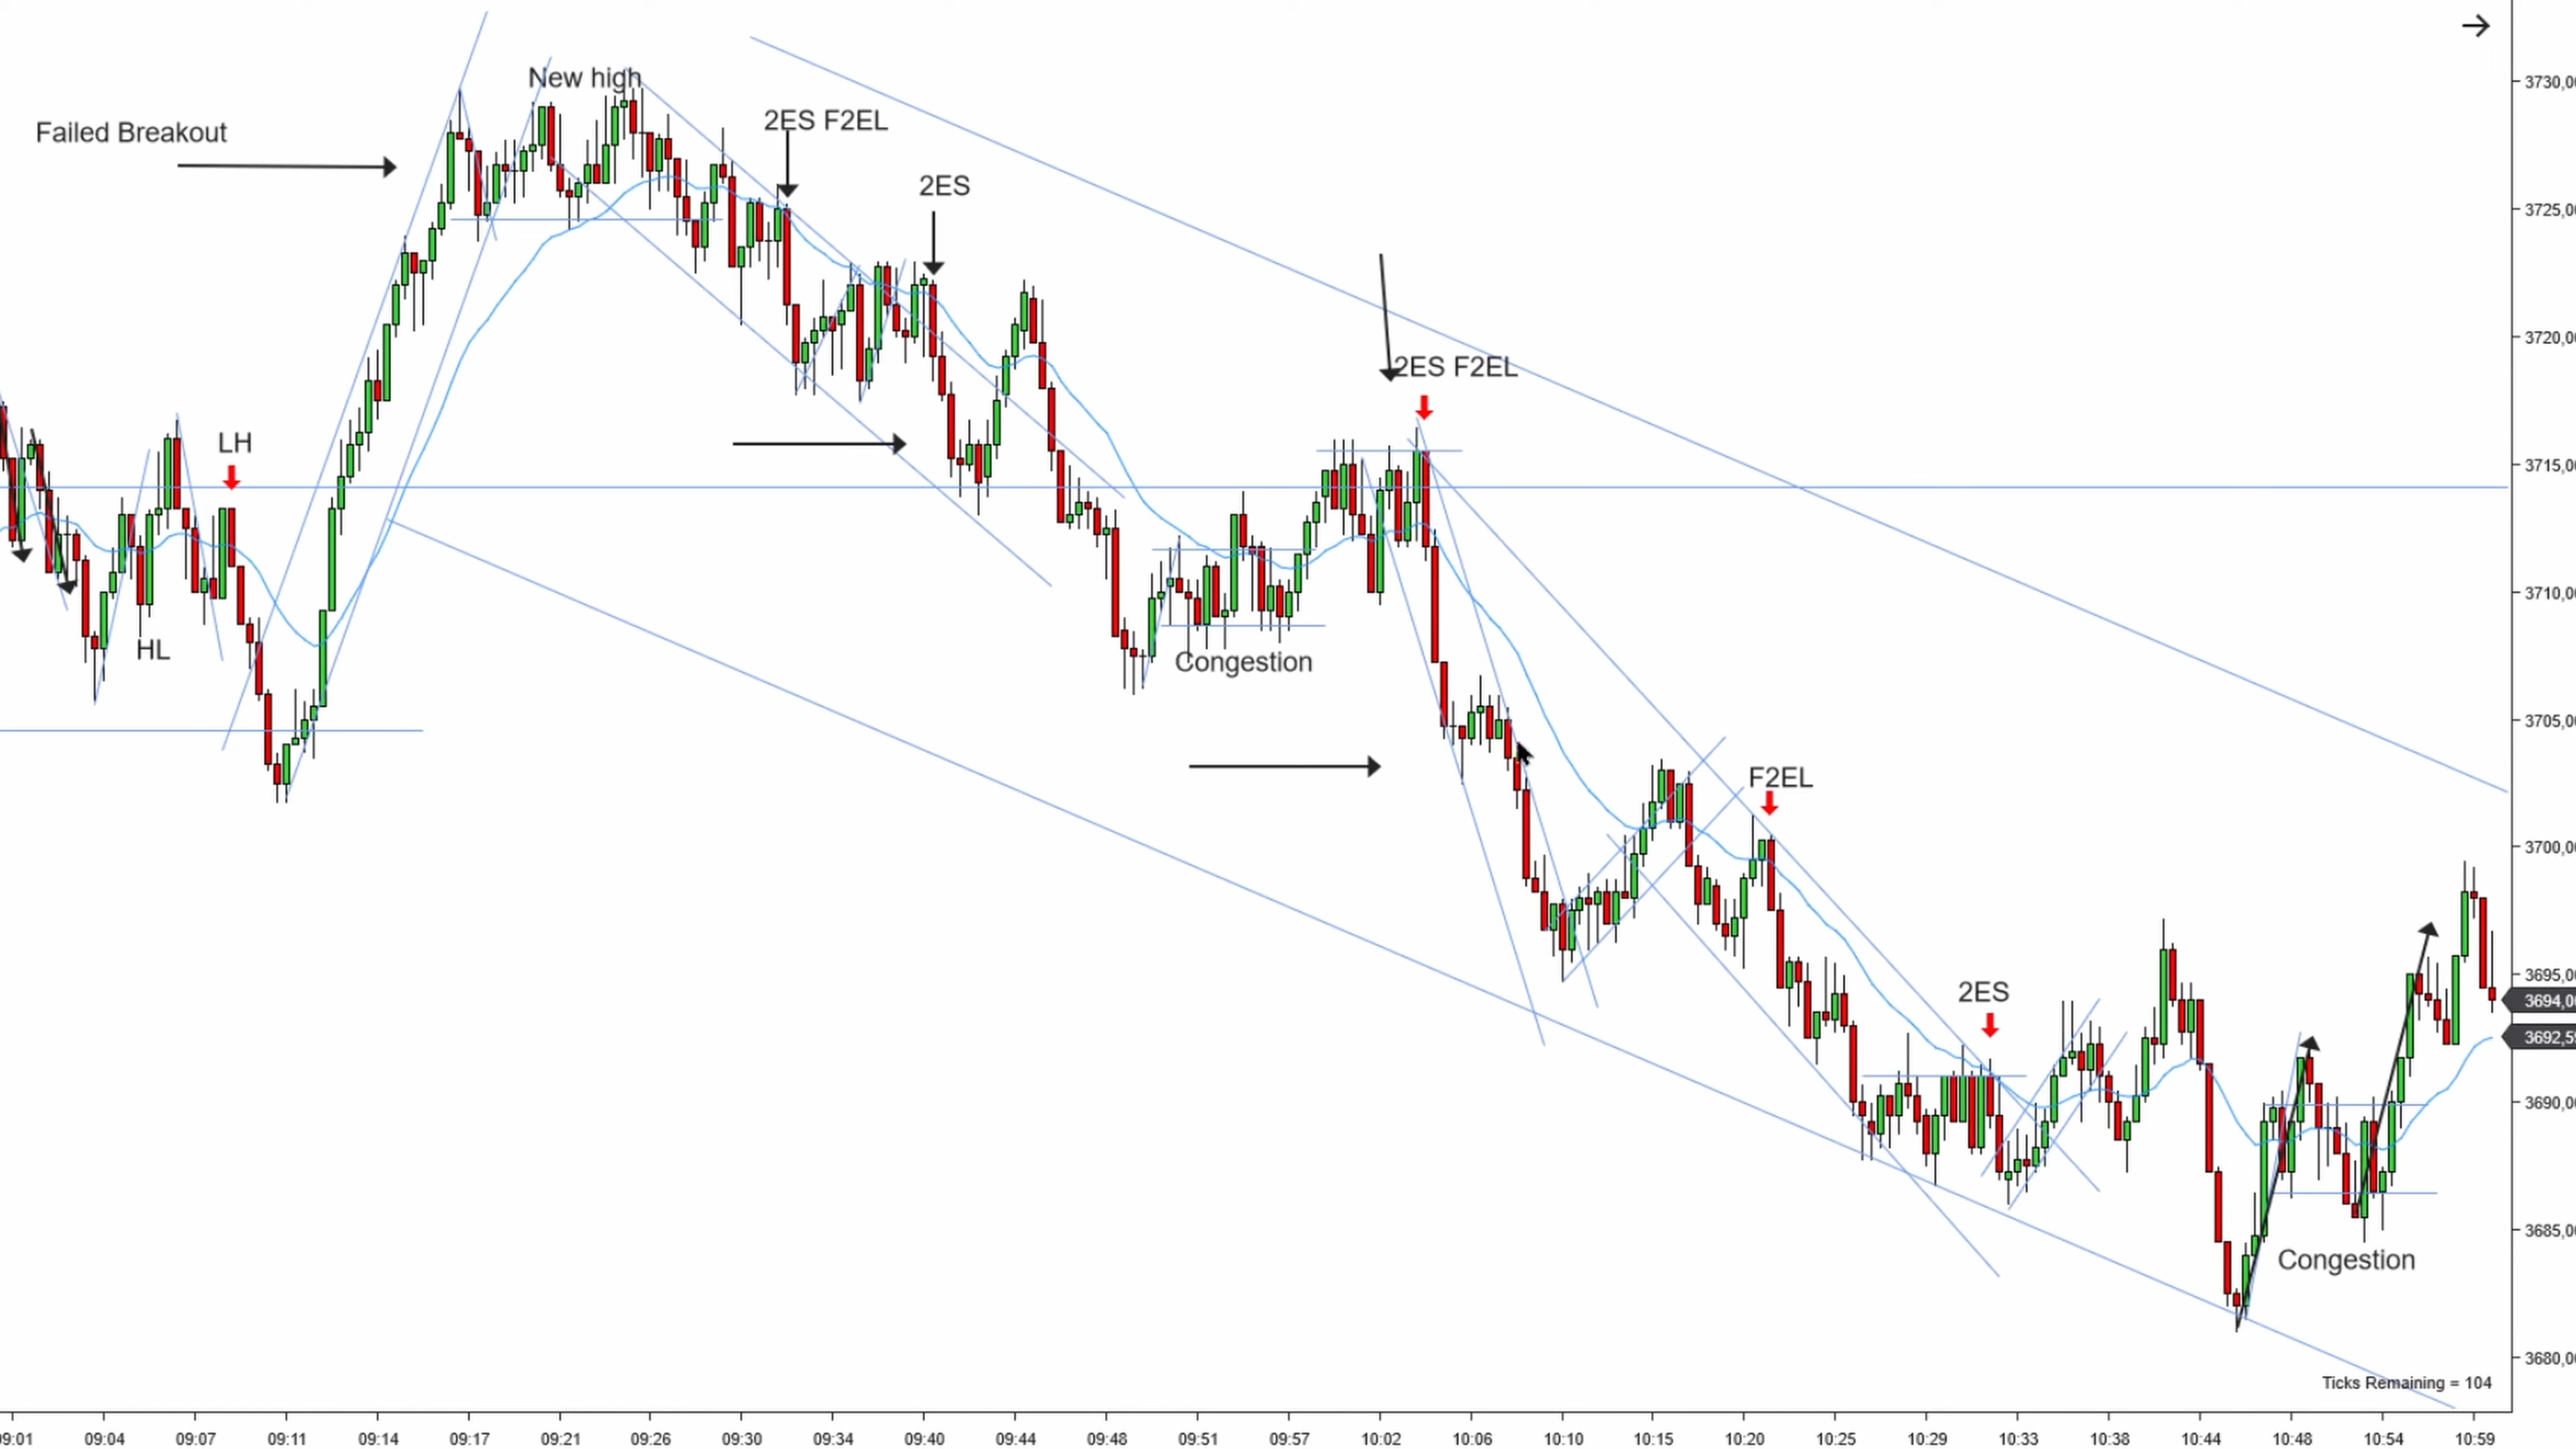 New high
Failed Breakout
2ES F2EL
2ES
2ES F2EL
LH
HL
Congestion
F2EL
2ES
Congestion
Ticks Remaining = 104
3730,0
3725,0
3720,0
3715,0
3710,0
3705,0
3700,0
3695,0
3694,0
3692,5
3690,0
3685,0
3680,0
09:01 09:04 09:07 09:11 09:14 09:17 09:21 09:26 09:30 09:34 09:40 09:44 09:48 09:51 09:57 10:02 10:06 10:10 10:15 10:20 10:25 10:29 10:33 10:38 10:44 10:48 10:54 10:59